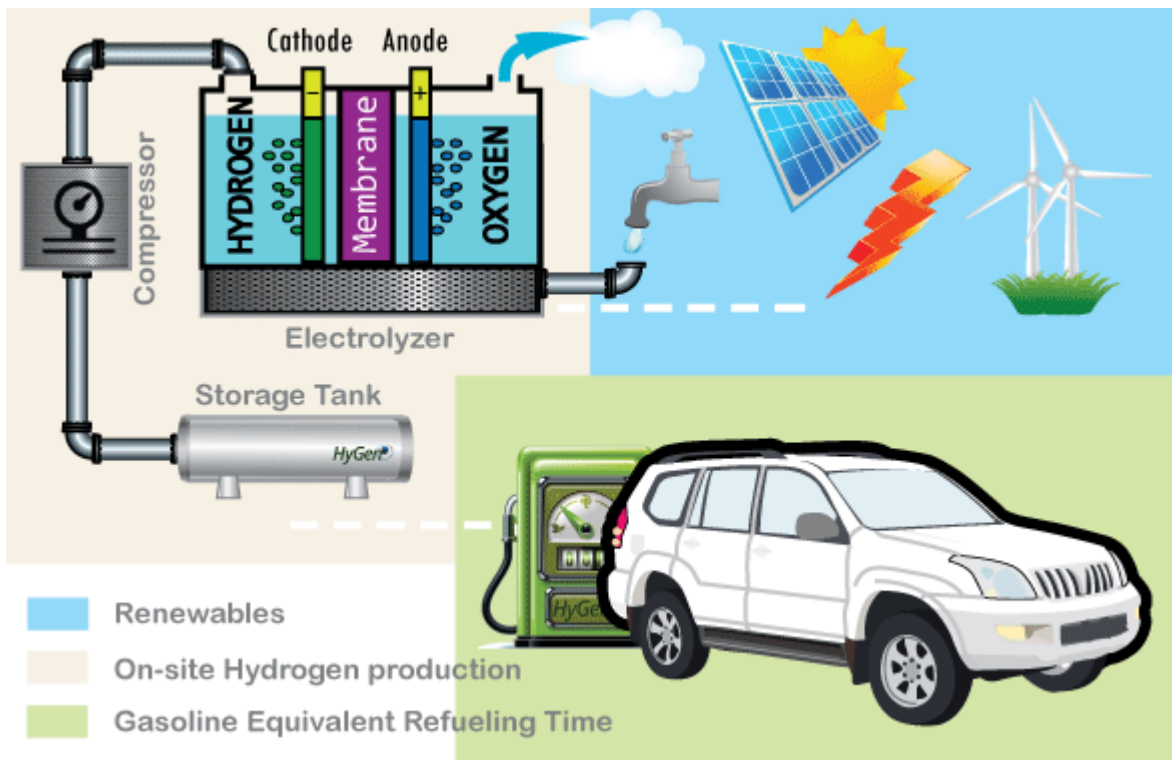 Cathode Anode
HYDROGEN
−
Membrane
+
OXYGEN
Compressor
Electrolyzer
Storage Tank
HyGen
HyGe
Renewables
On-site Hydrogen production
Gasoline Equivalent Refueling Time